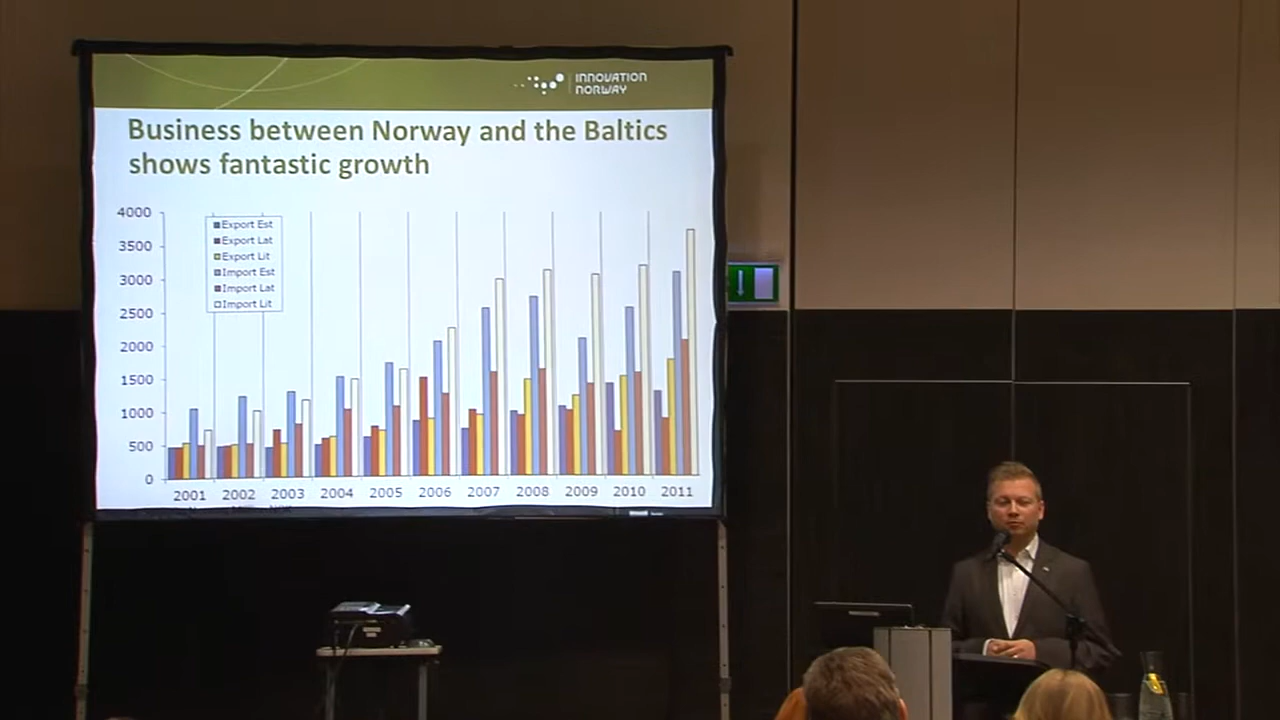 INNOVATION
NORWAY
Business between Norway and the Baltics
shows fantastic growth
4000
3500
3000
2500
2000
1500
1000
500
0
Export Est
Export Lat
Export Lit
Import Est
Import Lat
Import Lit
2001 2002 2003 2004 2005 2006 2007 2008 2009 2010 2011